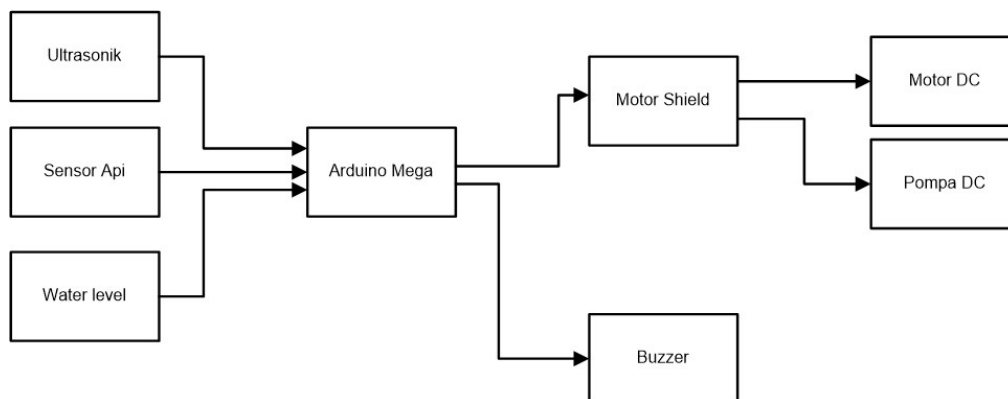 Ultrasonik
Sensor Api
Water level
Arduino Mega
Motor Shield
Buzzer
Motor DC
Pompa DC